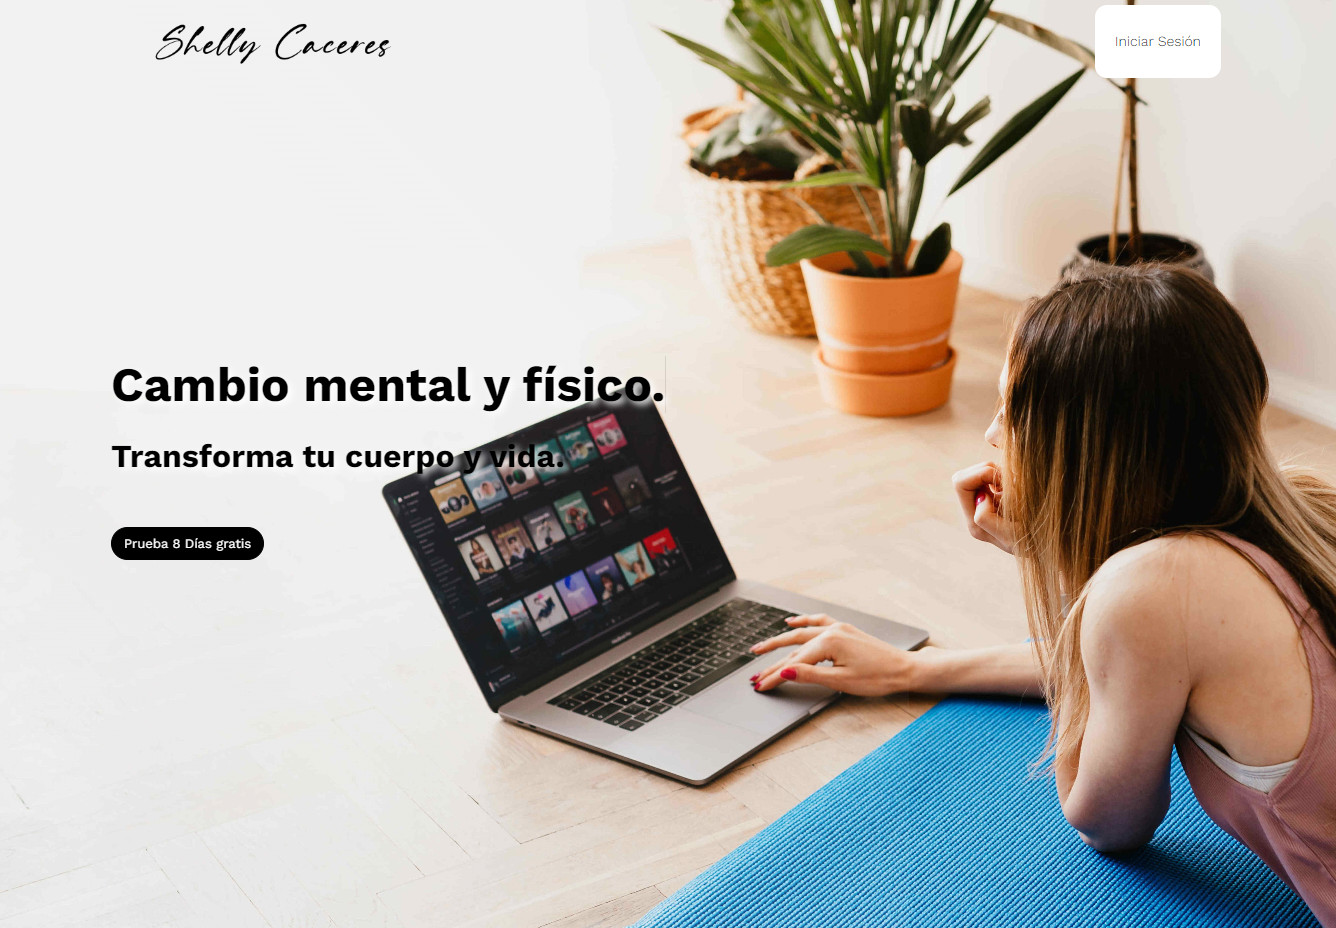 Shelly Caceres
Iniciar Sesión
Cambio mental y físico.
Transforma tu cuerpo y vida.
Prueba 8 Días gratis